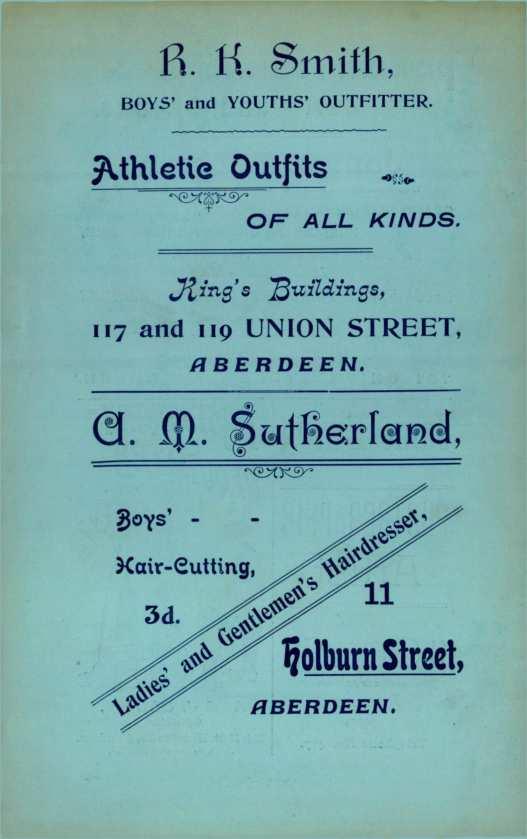 R. K. Smith,
BOYS' and YOUTHS' OUTFITTER.
Athletic Outfits
OF ALL KINDS.
King's Buildings,
117 and 119 UNION STREET,
ABERDEEN.
A. M. Sutherland,
Boys' - -
Hair-Cutting,
3d.
Ladies' and Gentlemen's Hairdresser,
11
Holburn Street,
ABERDEEN.